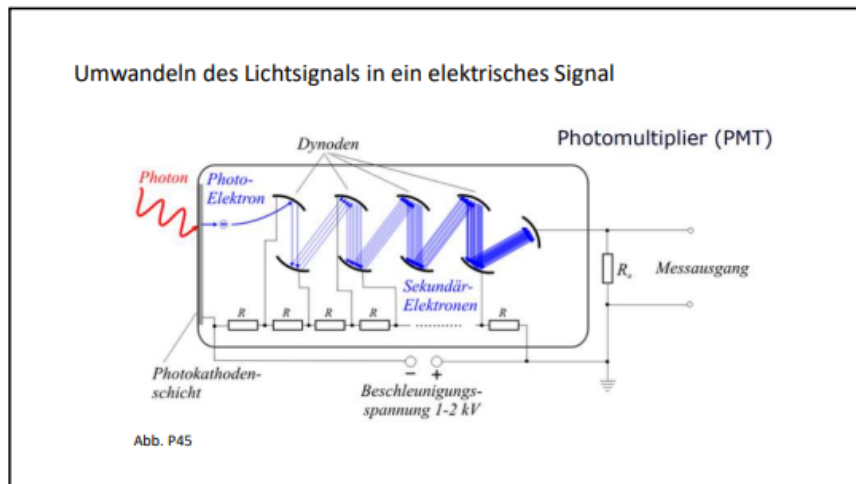 Umwandeln des Lichtsignals in ein elektrisches Signal
Photomultiplier (PMT)
Dynoden
Photon
Photo-
Elektron
Sekundär-
Elektronen
R
R
R
R
R
Rₐ
Messausgang
Photokathoden-
schicht
− +
Beschleunigungs-
spannung 1-2 kV
Abb. P45